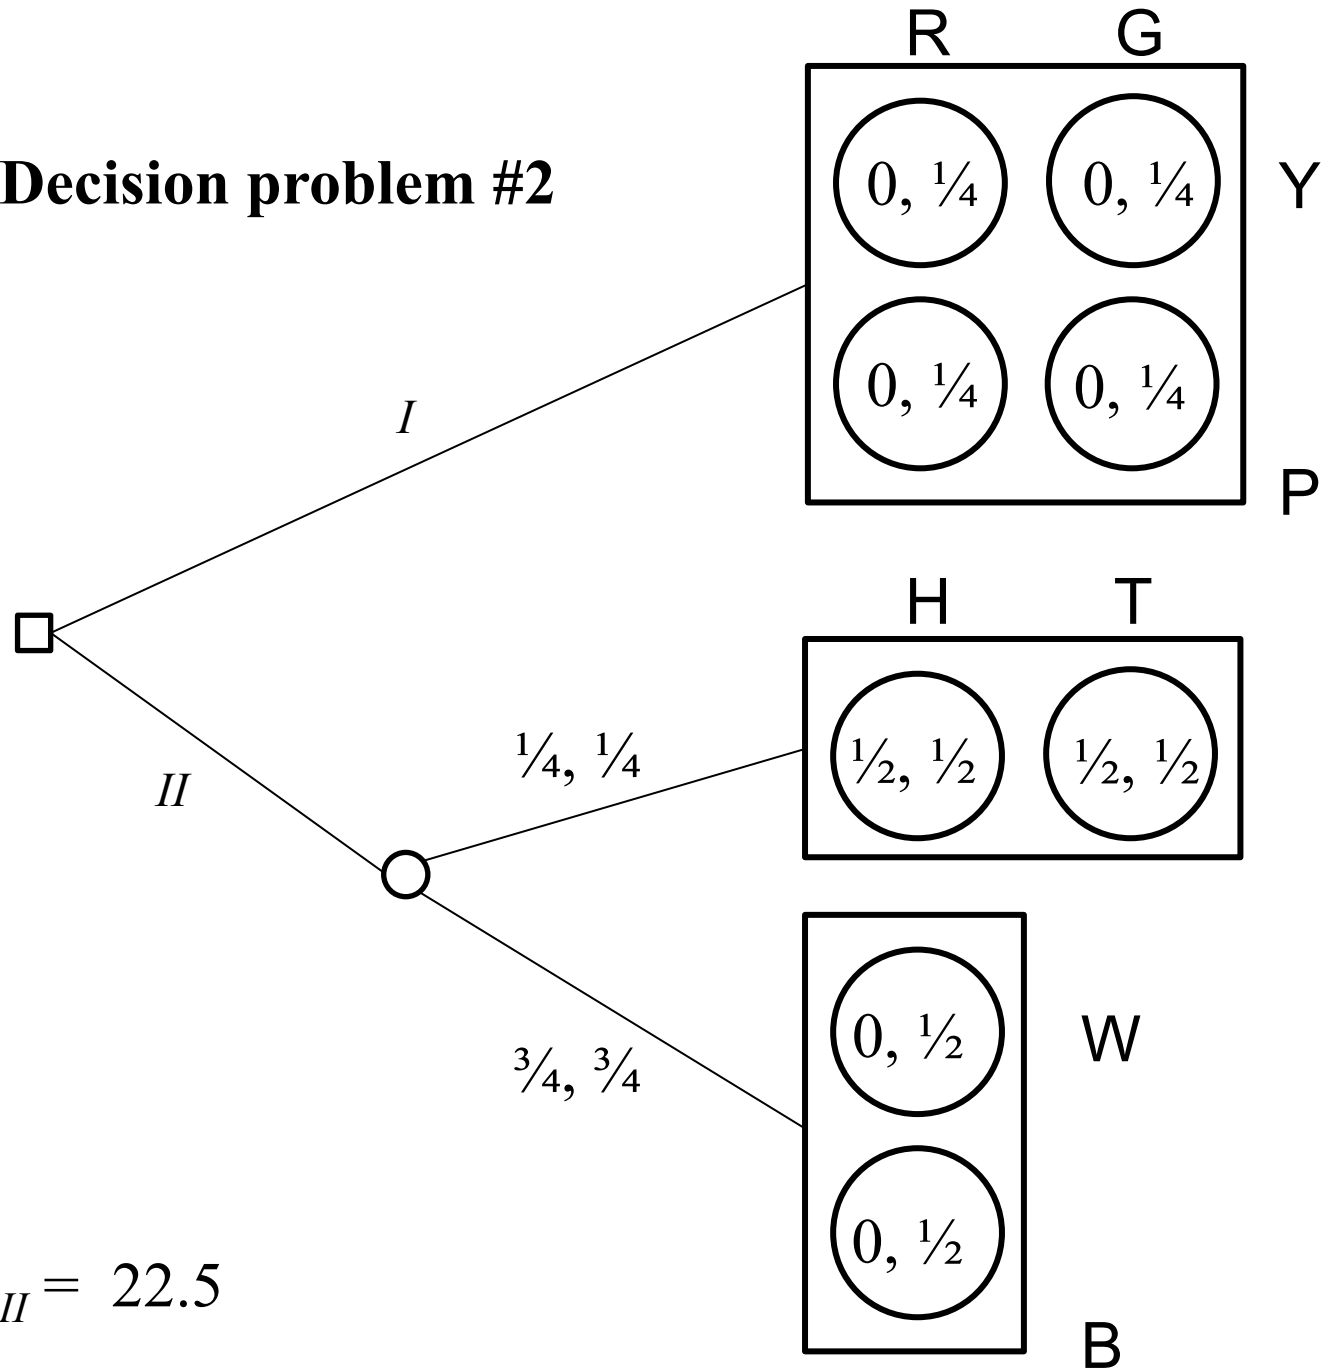 R G
Decision problem #2
0, ¼ 0, ¼ Y
0, ¼ 0, ¼
I
P
H T
¼, ¼
½, ½ ½, ½
II
0, ½ W
¾, ¾
0, ½
II = 22.5
B